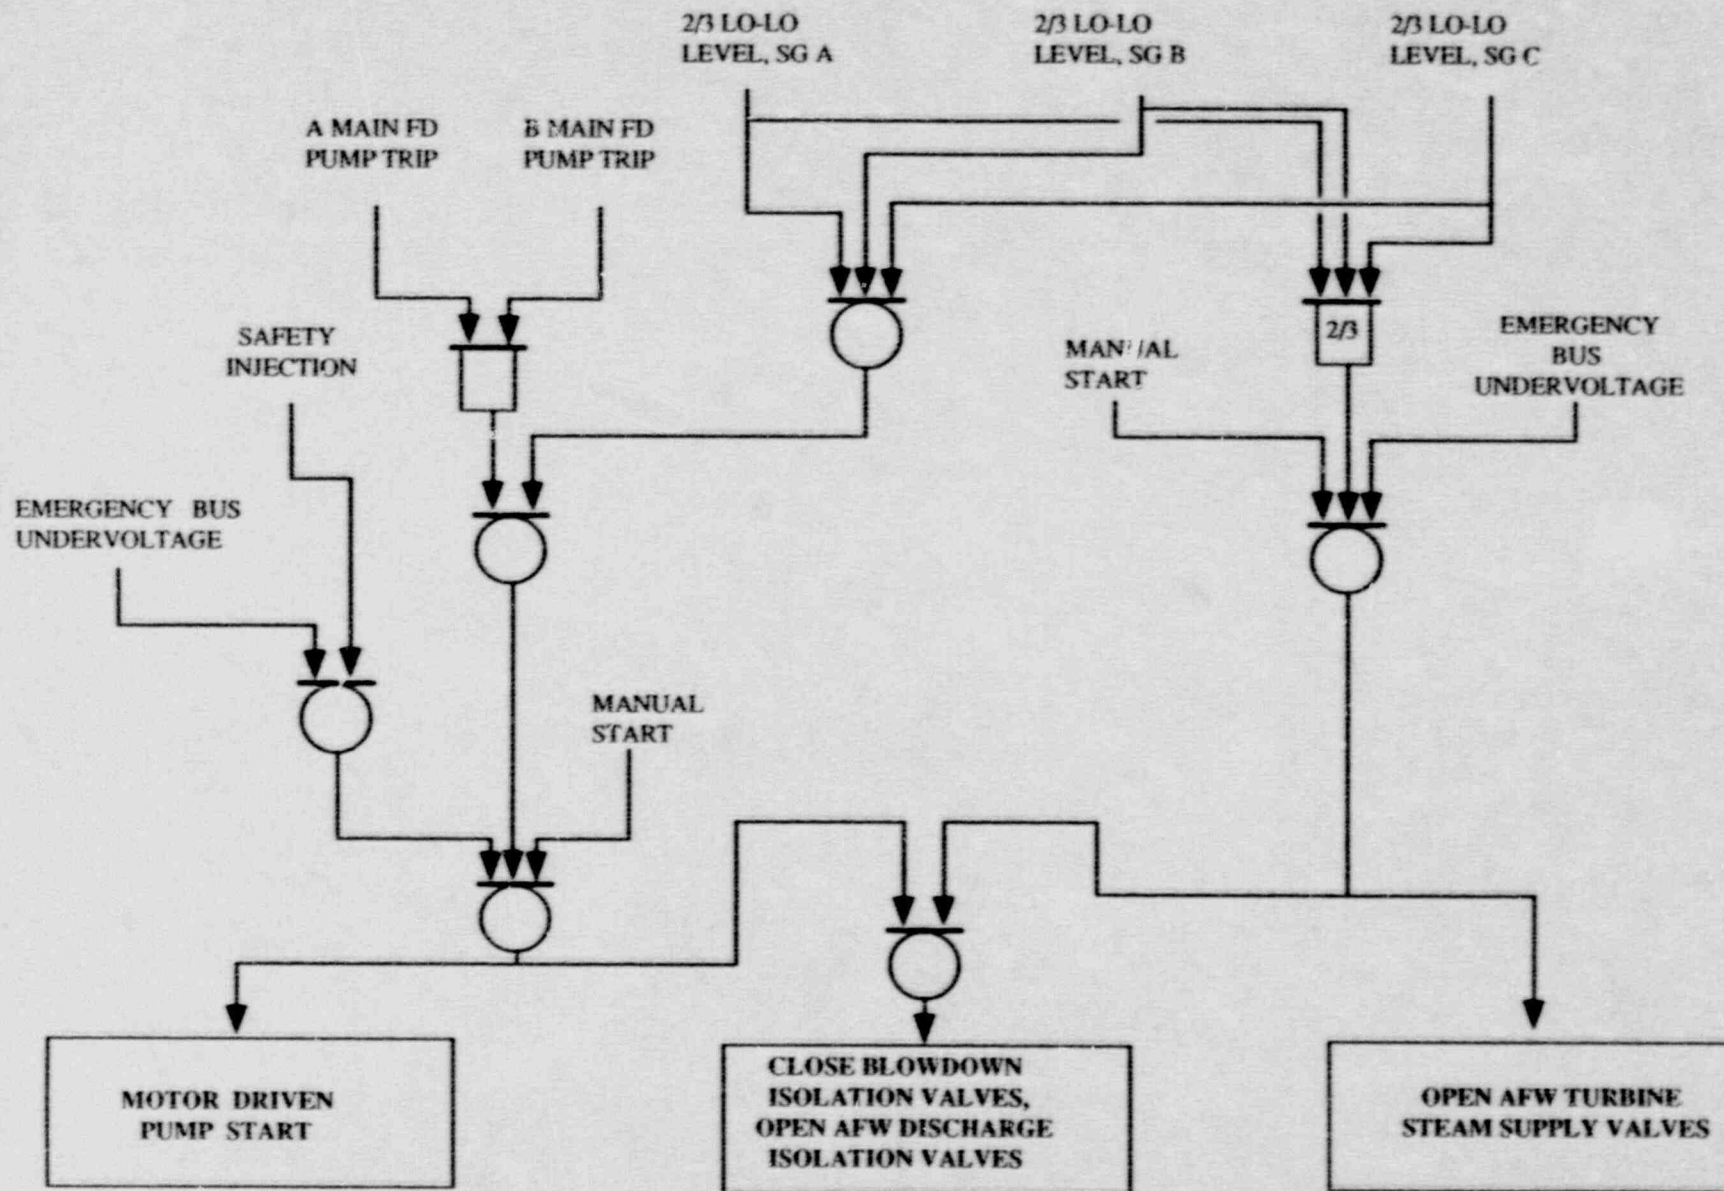 2/3 LO-LO
LEVEL, SG A
2/3 LO-LO
LEVEL, SG B
2/3 LO-LO
LEVEL, SG C
A MAIN FD
PUMP TRIP
B MAIN FD
PUMP TRIP
SAFETY
INJECTION
2/3
MANUAL
START
EMERGENCY
BUS
UNDERVOLTAGE
EMERGENCY BUS
UNDERVOLTAGE
MANUAL
START
MOTOR DRIVEN
PUMP START
CLOSE BLOWDOWN
ISOLATION VALVES,
OPEN AFW DISCHARGE
ISOLATION VALVES
OPEN AFW TURBINE
STEAM SUPPLY VALVES